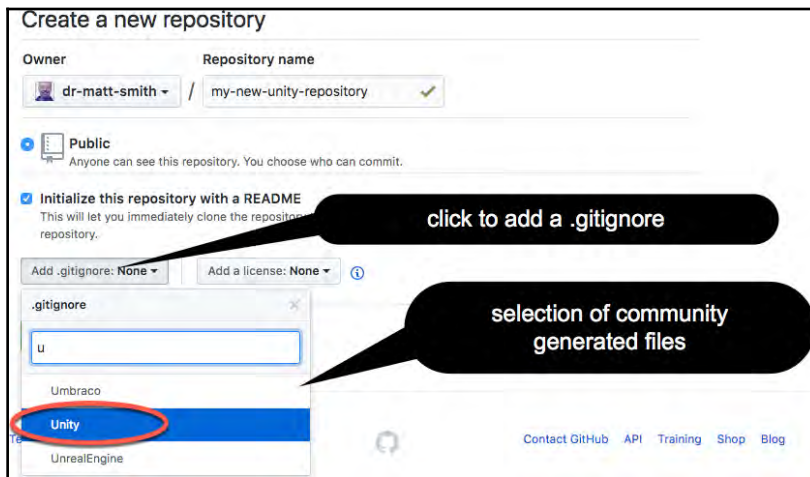 Create a new repository
Owner
Repository name
dr-matt-smith
/
my-new-unity-repository
Public
Anyone can see this repository. You choose who can commit.
Initialize this repository with a README
This will let you immediately clone the repository
repository.
click to add a .gitignore
Add .gitignore: None
Add a license: None
.gitignore
u
selection of community
generated files
Umbraco
Unity
UnrealEngine
Contact GitHub API Training Shop Blog